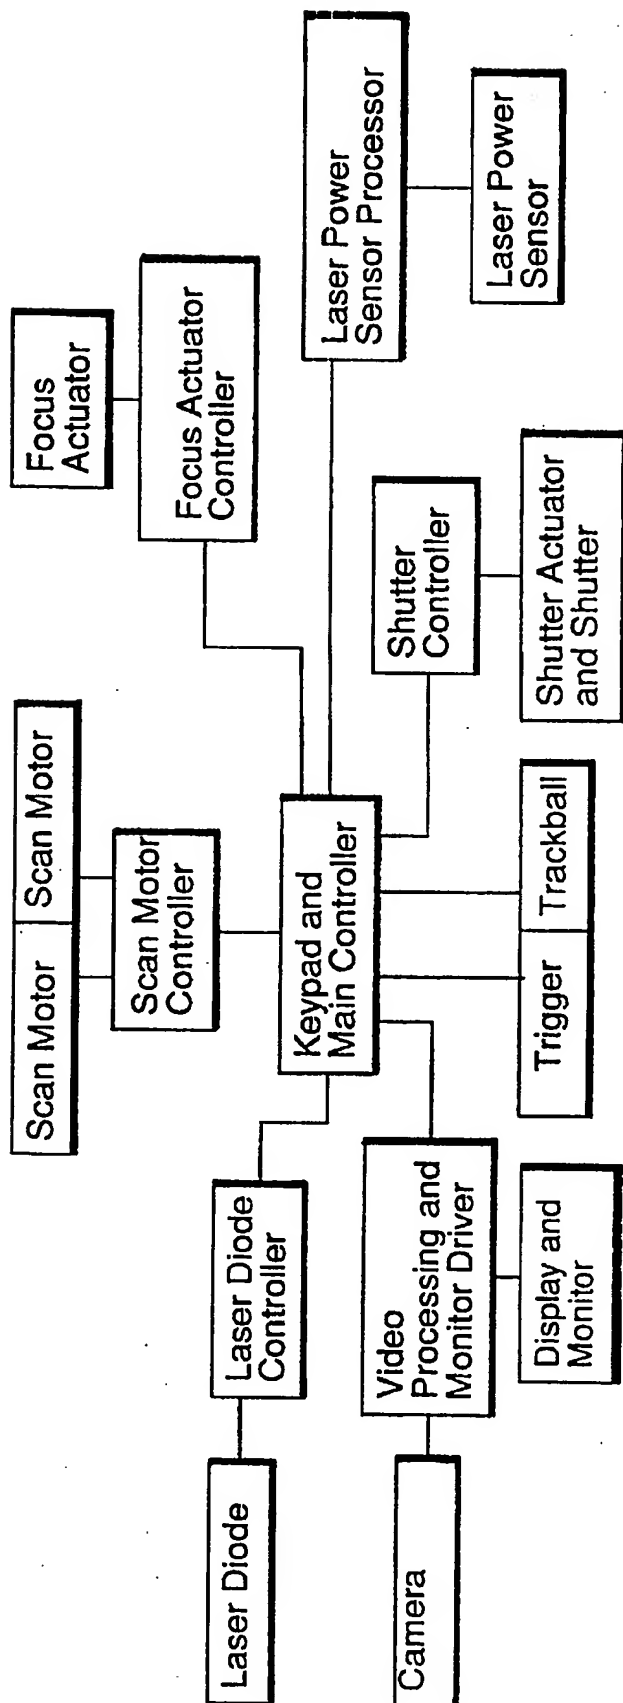 Scan Motor
Scan Motor
Focus
Actuator
Scan Motor
Controller
Focus Actuator
Controller
Laser Diode
Laser Diode
Controller
Keypad and
Main Controller
Laser Power
Sensor Processor
Camera
Video
Processing and
Monitor Driver
Shutter
Controller
Laser Power
Sensor
Display and
Monitor
Trigger
Trackball
Shutter Actuator
and Shutter